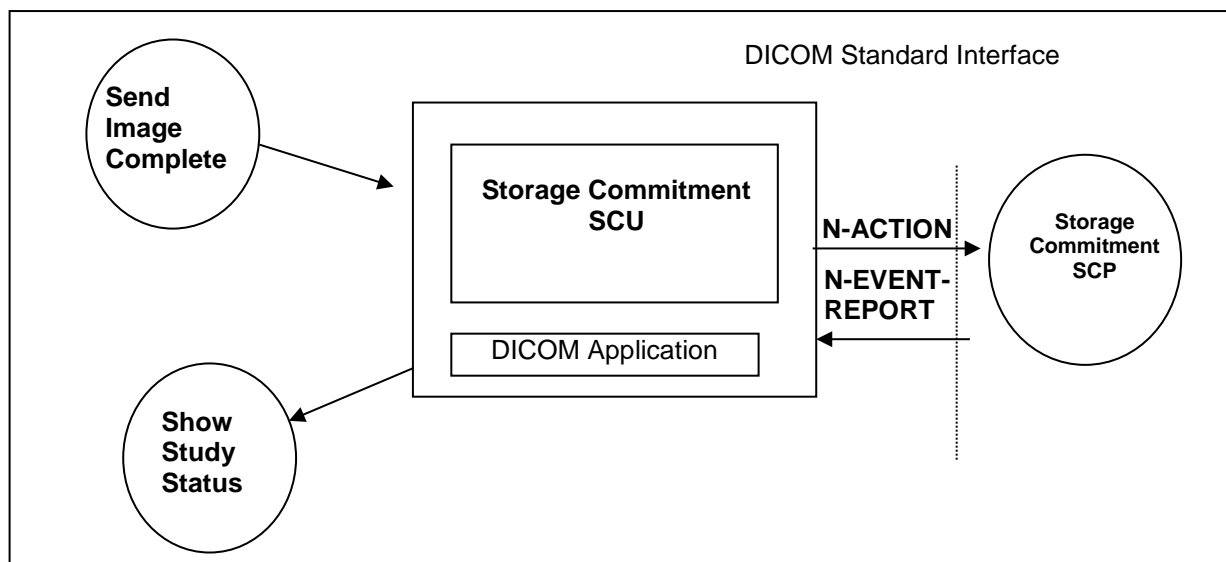 DICOM Standard Interface
Send
Image
Complete
Storage Commitment
SCU
N-ACTION
N-EVENT-
REPORT
Storage
Commitment
SCP
DICOM Application
Show
Study
Status